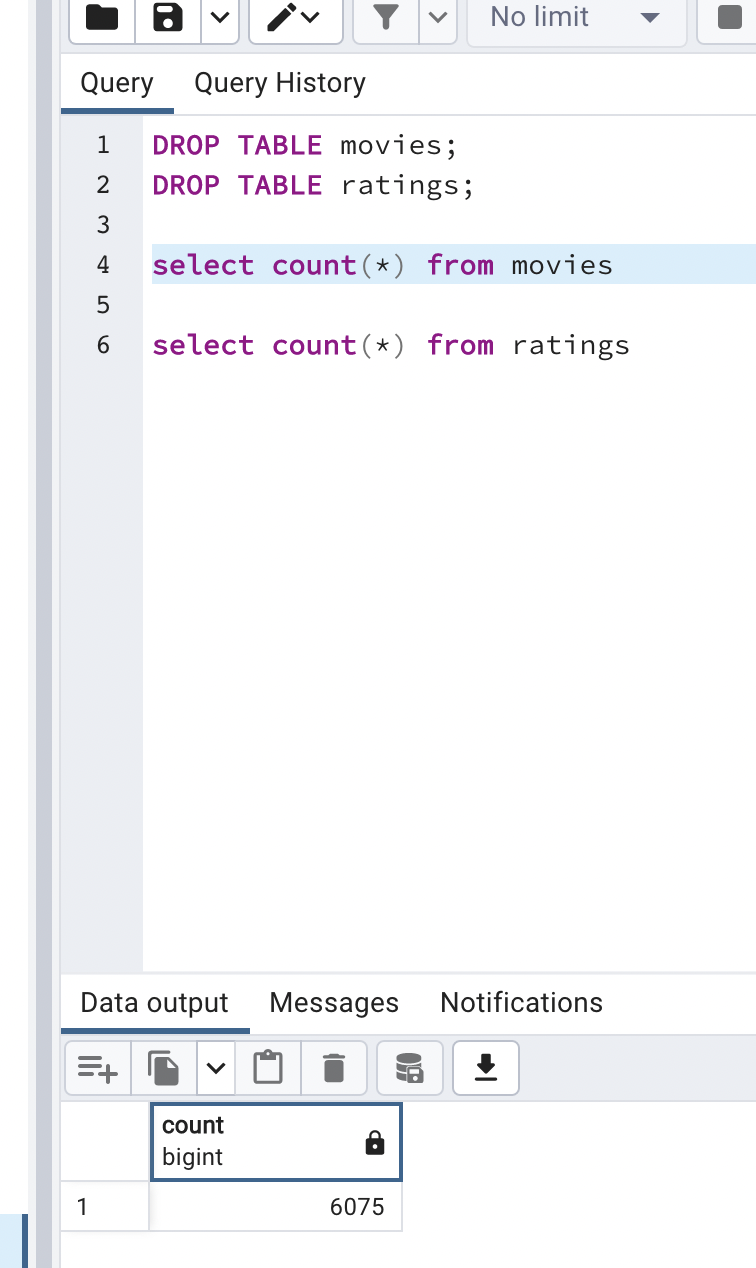 No limit
Query Query History
1 DROP TABLE movies;
2 DROP TABLE ratings;
3
4 select count(*) from movies
5
6 select count(*) from ratings
Data output Messages Notifications
count
bigint
1 6075